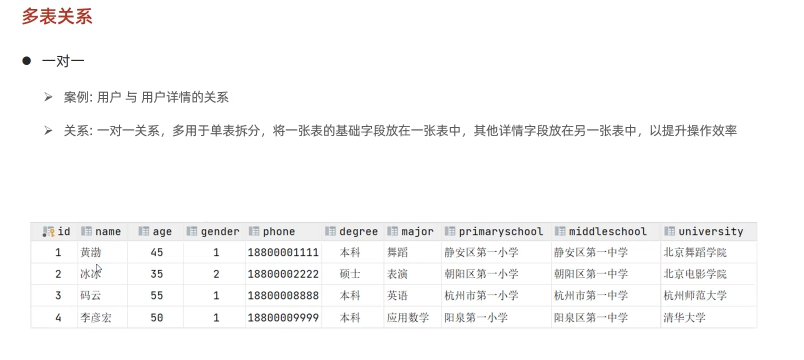 多表关系
一对一
案例: 用户 与 用户详情的关系
关系: 一对一关系，多用于单表拆分，将一张表的基础字段放在一张表中，其他详情字段放在另一张表中，以提升操作效率
id name age gender phone degree major primaryschool middleschool university
1 黄渤 45 1 18800001111 本科 舞蹈 静安区第一小学 静安区第一中学 北京舞蹈学院
2 冰冰 35 2 18800002222 硕士 表演 朝阳区第一小学 朝阳区第一中学 北京电影学院
3 码云 55 1 18800008888 本科 英语 杭州市第一小学 杭州市第一中学 杭州师范大学
4 李彦宏 50 1 18800009999 本科 应用数学 阳泉第一小学 阳泉区第一中学 清华大学